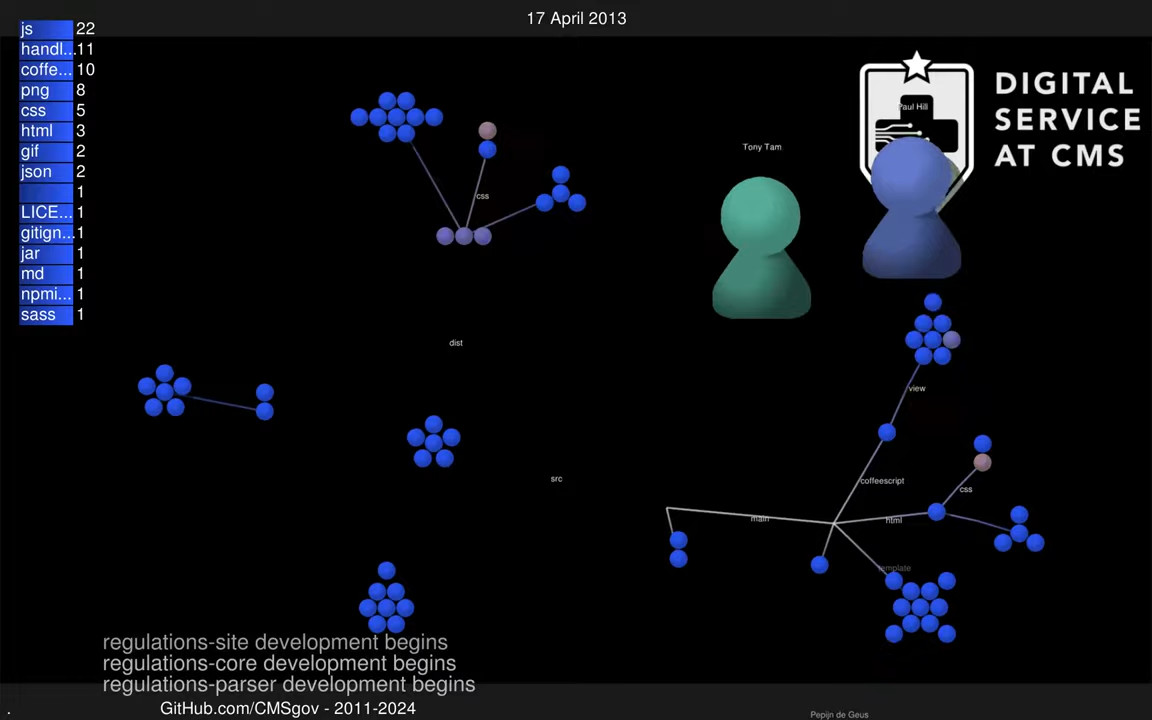 17 April 2013
js 22
handl... 11
coffe... 10
png 8
css 5
html 3
gif 2
json 2
1
LICE... 1
gitign... 1
jar 1
md 1
npmi... 1
sass 1
DIGITAL
SERVICE
AT CMS
Paul Hill
Tony Tam
css
dist
view
src
coffeescript
css
main
html
template
regulations-site development begins
regulations-core development begins
regulations-parser development begins
. GitHub.com/CMSgov - 2011-2024
Pepijn de Geus